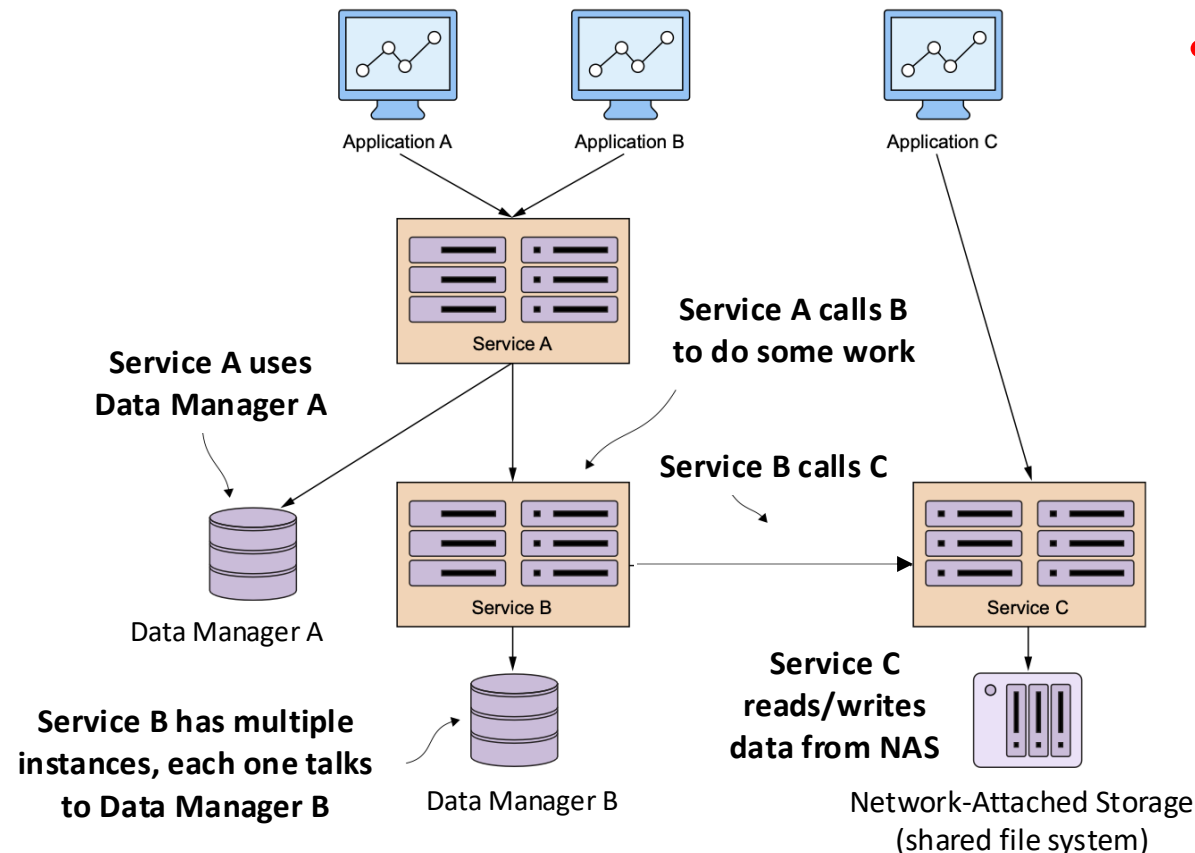 Application A
Application B
Application C
Service A
Service A calls B
to do some work
Service A uses
Data Manager A
Service B calls C
Service B
Service C
Data Manager A
Service C
reads/writes
data from NAS
Service B has multiple
instances, each one talks
to Data Manager B
Data Manager B
Network-Attached Storage
(shared file system)